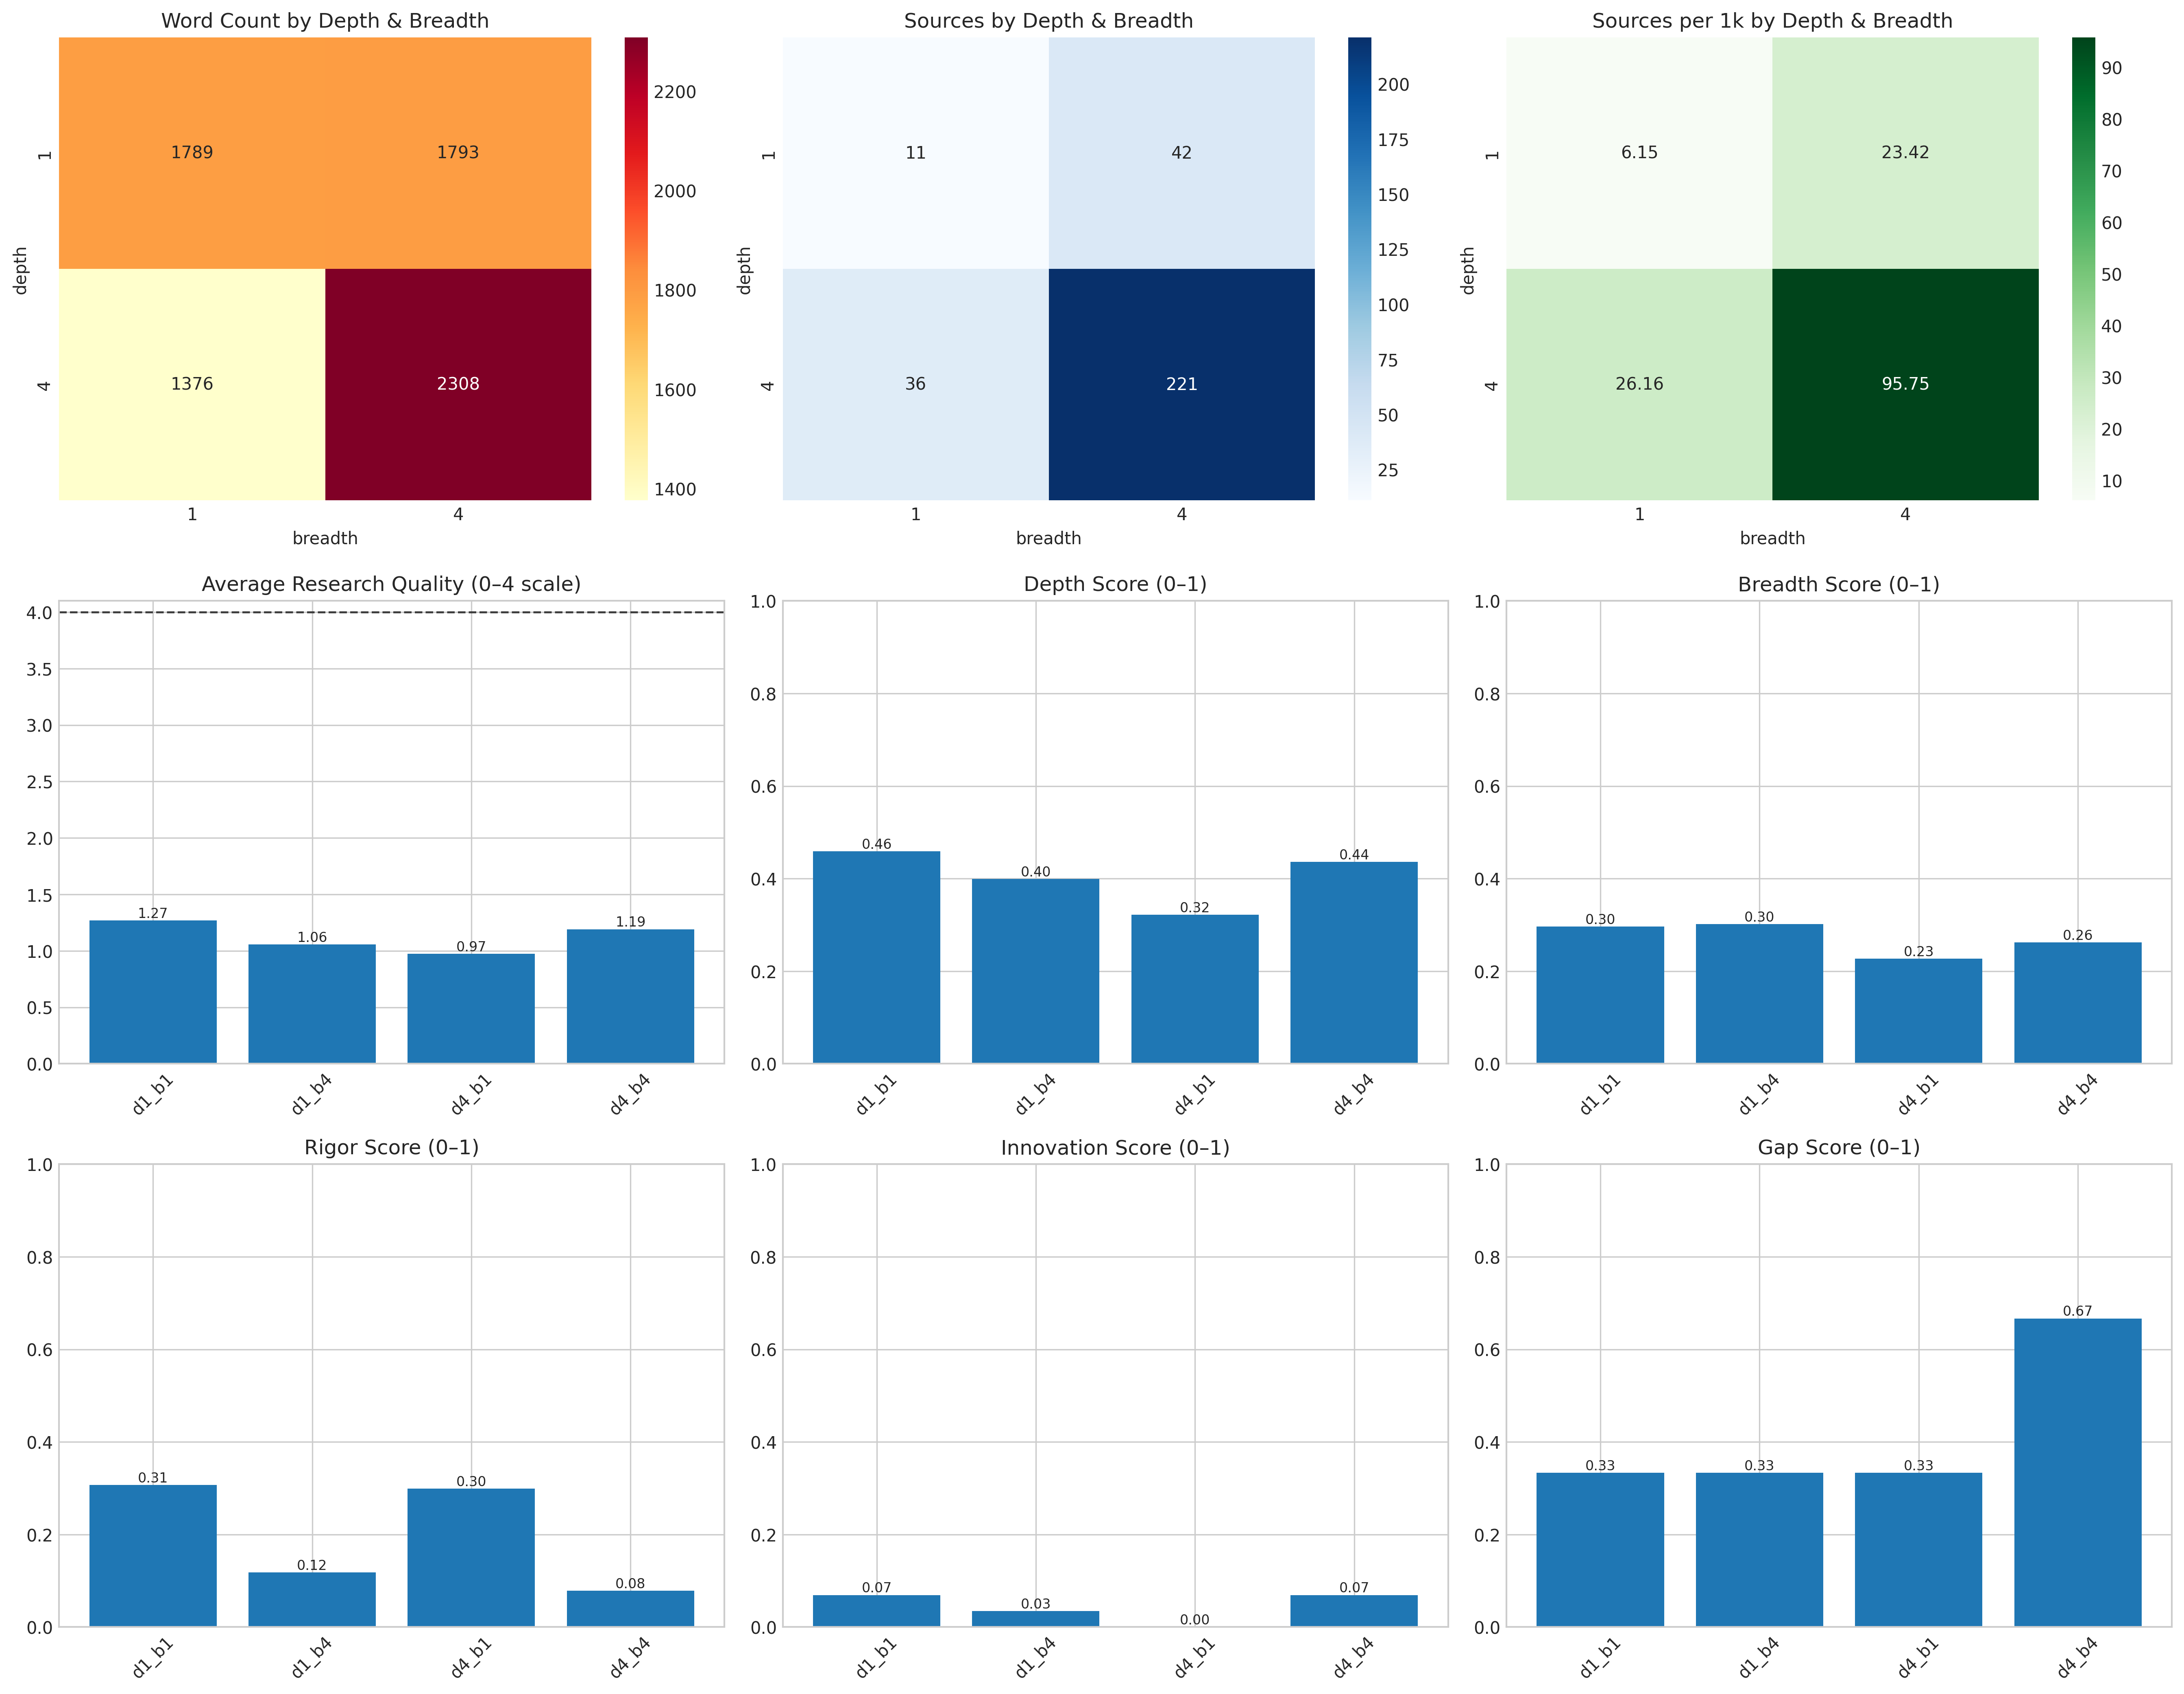 Word Count by Depth & Breadth
1789 1793
1376 2308
1
4
depth
1 4
breadth
2200
2000
1800
1600
1400
Sources by Depth & Breadth
11 42
36 221
1
4
depth
1 4
breadth
200
175
150
125
100
75
50
25
Sources per 1k by Depth & Breadth
6.15 23.42
26.16 95.75
1
4
depth
1 4
breadth
90
80
70
60
50
40
30
20
10
Average Research Quality (0–4 scale)
4.0
3.5
3.0
2.5
2.0
1.5
1.0
0.5
0.0
1.27 1.06 0.97 1.19
d1_b1 d1_b4 d4_b1 d4_b4
Depth Score (0–1)
1.0
0.8
0.6
0.4
0.2
0.0
0.46 0.40 0.32 0.44
d1_b1 d1_b4 d4_b1 d4_b4
Breadth Score (0–1)
1.0
0.8
0.6
0.4
0.2
0.0
0.30 0.30 0.23 0.26
d1_b1 d1_b4 d4_b1 d4_b4
Rigor Score (0–1)
1.0
0.8
0.6
0.4
0.2
0.0
0.31 0.12 0.30 0.08
d1_b1 d1_b4 d4_b1 d4_b4
Innovation Score (0–1)
1.0
0.8
0.6
0.4
0.2
0.0
0.07 0.03 0.00 0.07
d1_b1 d1_b4 d4_b1 d4_b4
Gap Score (0–1)
1.0
0.8
0.6
0.4
0.2
0.0
0.33 0.33 0.33 0.67
d1_b1 d1_b4 d4_b1 d4_b4